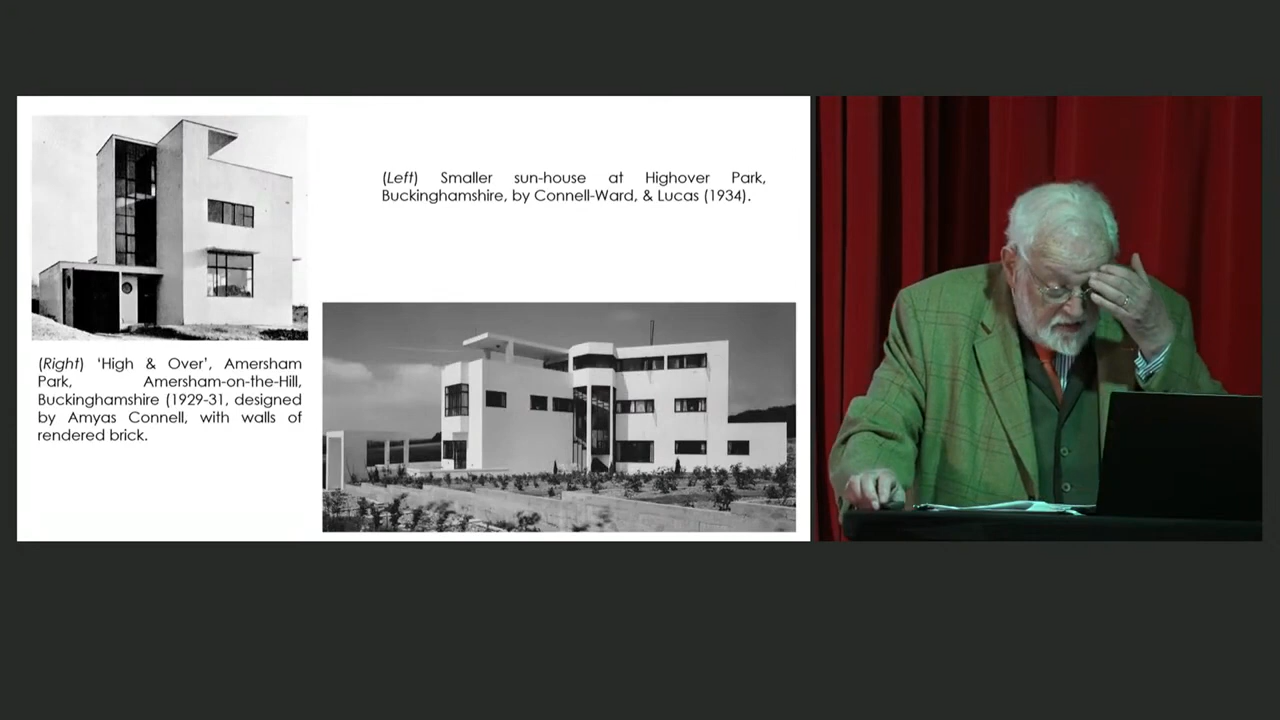 (Left) Smaller sun-house at Highover Park,
Buckinghamshire, by Connell-Ward, & Lucas (1934).
(Right) ‘High & Over’, Amersham
Park, Amersham-on-the-Hill,
Buckinghamshire (1929-31, designed
by Amyas Connell, with walls of
rendered brick.